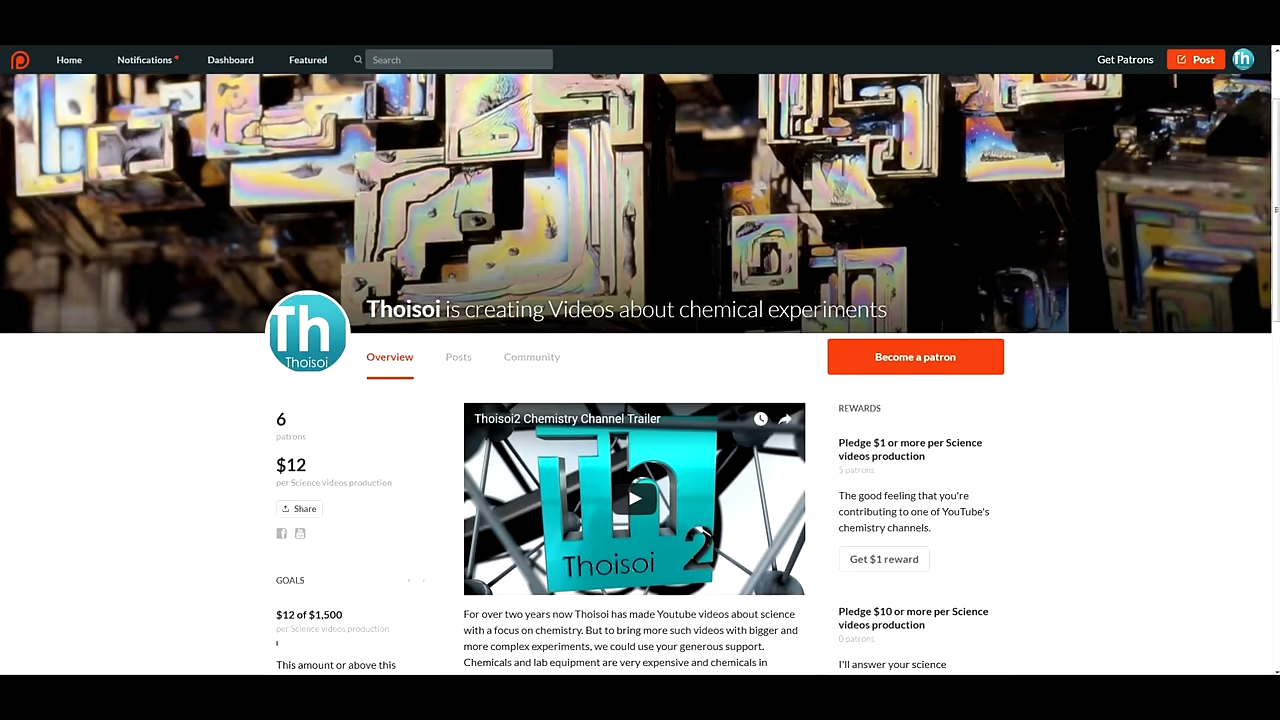 Home Notifications Dashboard Featured Search Get Patrons Post Th
Thoisoi is creating Videos about chemical experiments
Th
Thoisoi
Overview Posts Community
Become a patron
6
patrons
$12
per Science videos production
Share
GOALS
$12 of $1,500
per Science videos production
This amount or above this
Thoisoi2 Chemistry Channel Trailer
Th
Thoisoi 2
For over two years now Thoisoi has made Youtube videos about science
with a focus on chemistry. But to bring more such videos with bigger and
more complex experiments, we could use your generous support.
Chemicals and lab equipment are very expensive and chemicals in
REWARDS
Pledge $1 or more per Science
videos production
5 patrons
The good feeling that you're
contributing to one of YouTube's
chemistry channels.
Get $1 reward
Pledge $10 or more per Science
videos production
0 patrons
I'll answer your science